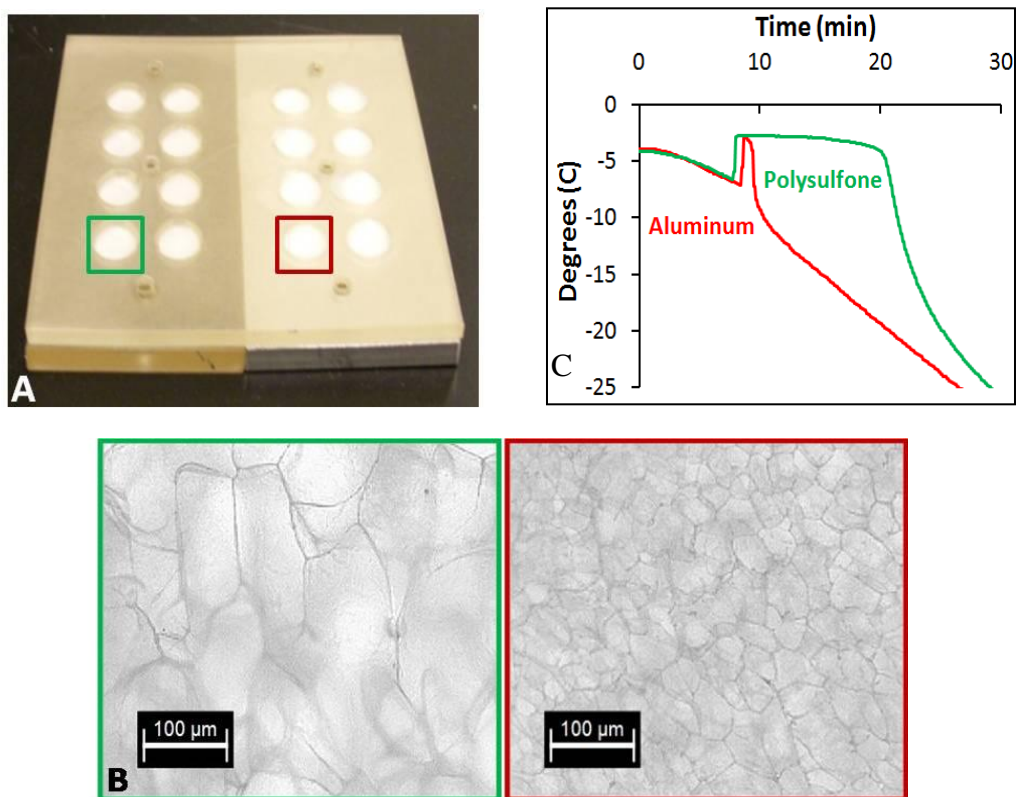 A
Time (min)
0 10 20 30
0
-5
-10
-15
-20
-25
Degrees (C)
Polysulfone
Aluminum
C
100 µm
100 µm
B